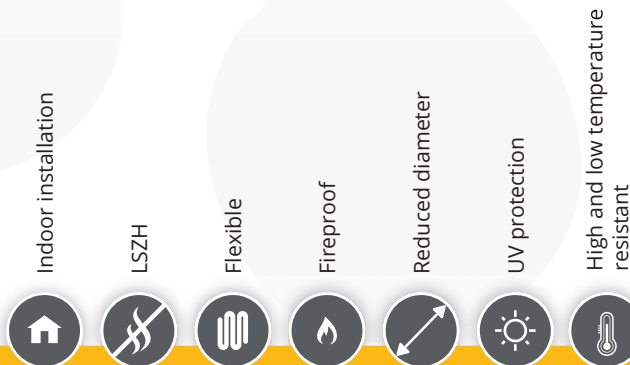 Indoor installation
LSZH
Flexible
Fireproof
Reduced diameter
UV protection
High and low temperature
resistant